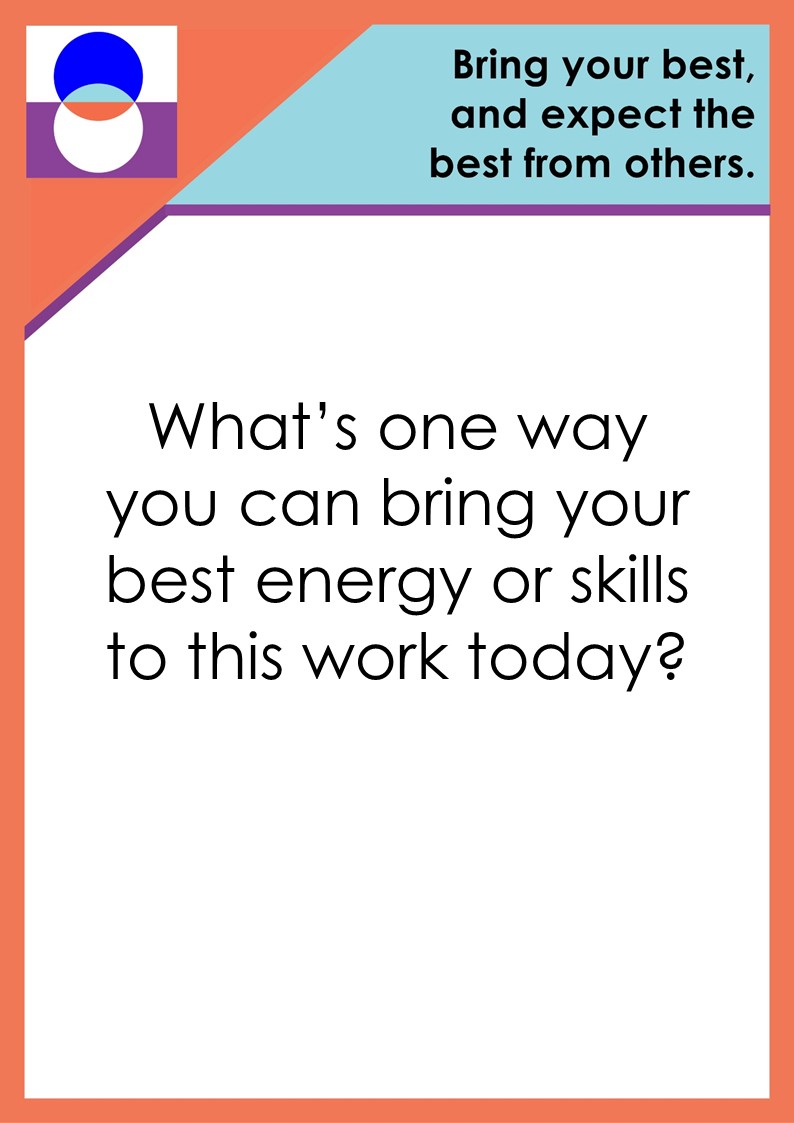 Bring your best,
and expect the
best from others.
What’s one way
you can bring your
best energy or skills
to this work today?